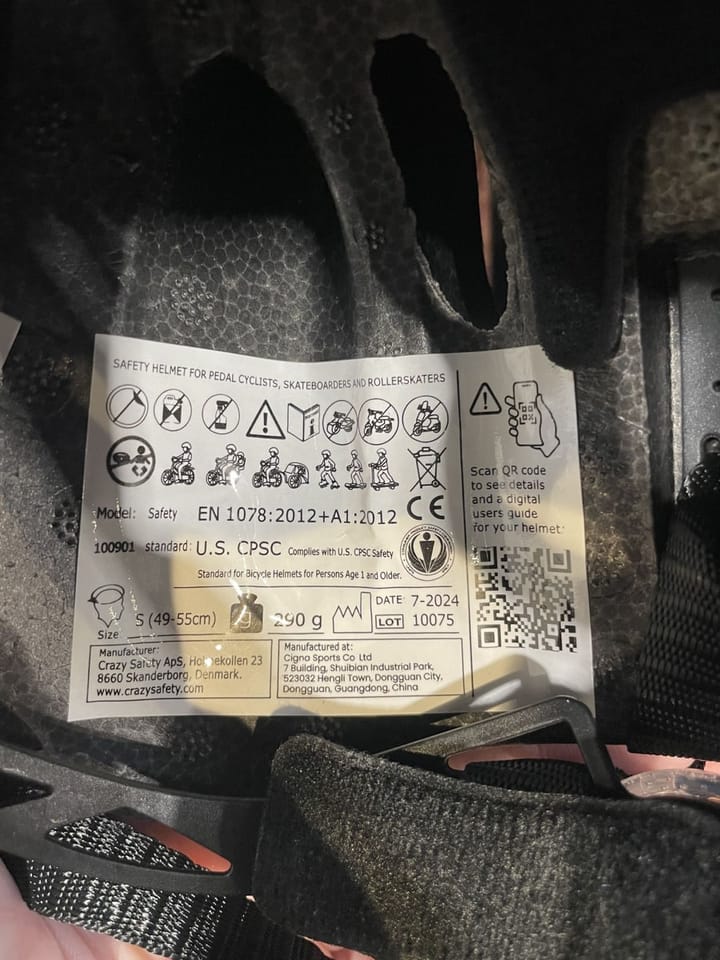 SAFETY HELMET FOR PEDAL CYCLISTS, SKATEBOARDERS AND ROLLERSKATERS
Scan QR code
to see details
and a digital
users guide
for your helmet.
Model: Safety EN 1078:2012+A1:2012 CE
100901 standard: U.S. CPSC Complies with U.S. CPSC Safety
Standard for Bicycle Helmets for Persons Age 1 and Older.
Size: S (49-55cm) g 290 g DATE: 7-2024
LOT 10075
Manufacturer:
Crazy Safety ApS, 23
8660 Skanderborg, Denmark.
www.crazysafety.com
Manufactured at:
Cigna Sports Co Ltd
7 Building, Shuibian Industrial Park,
523032 Hengli Town, Dongguan City,
Dongguan, Guangdong, China